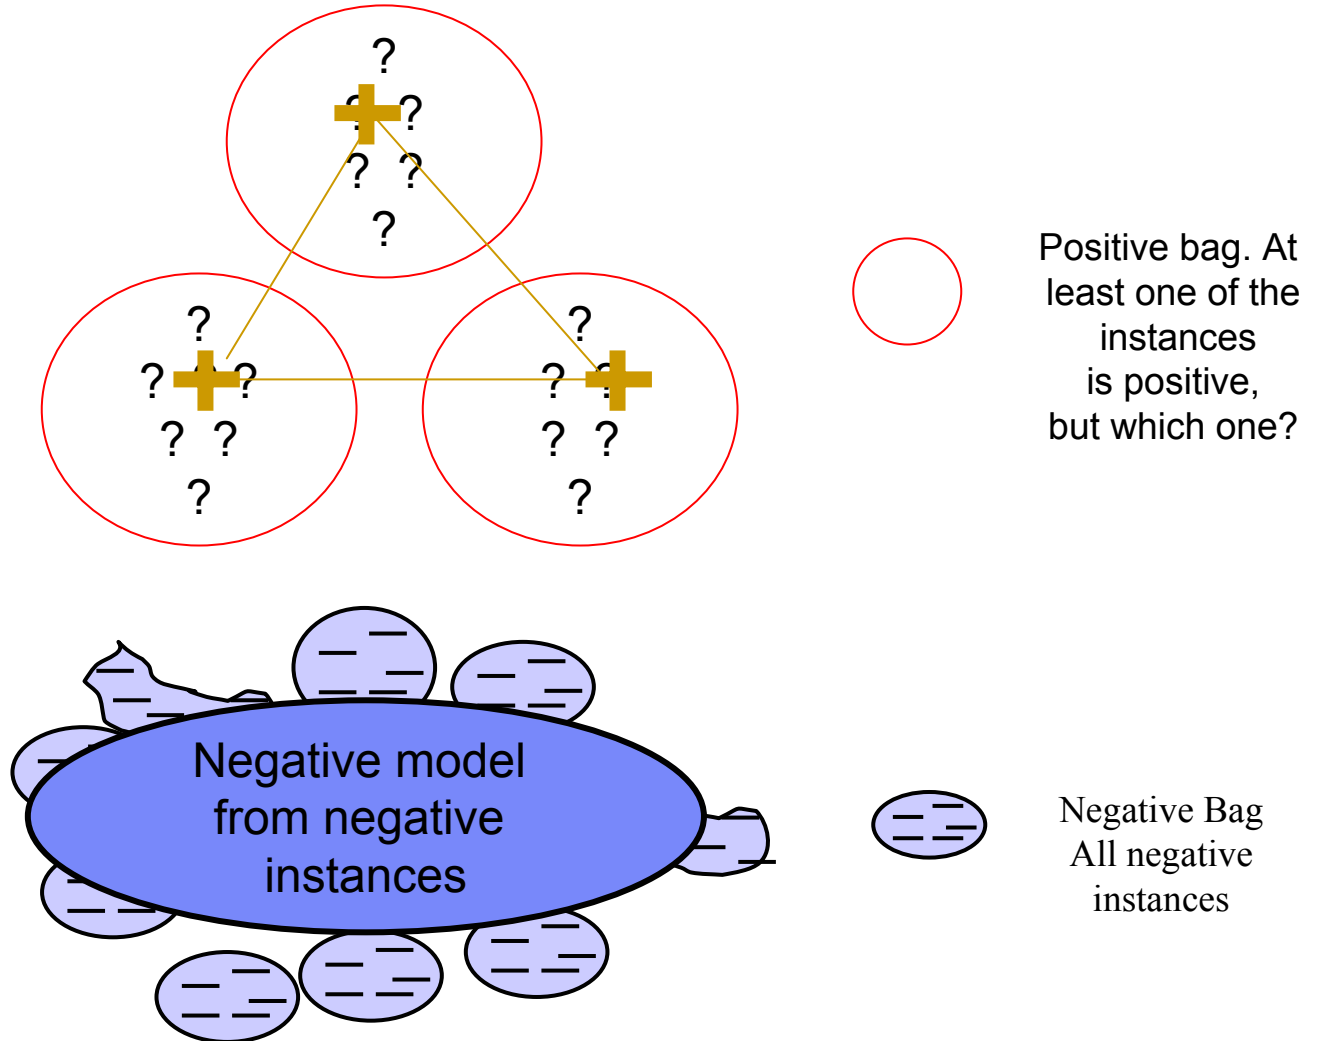 ?
? ?
? ?
?
?
? ? ?
? ?
?
?
? ?
? ?
?
Positive bag. At
least one of the
instances
is positive,
but which one?
Negative model
from negative
instances
Negative Bag
All negative
instances